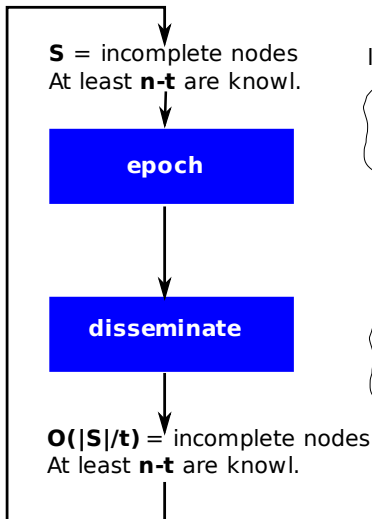 S = incomplete nodes
At least n-t are knowl.
epoch
disseminate
O(|S|/t) = incomplete nodes
At least n-t are knowl.